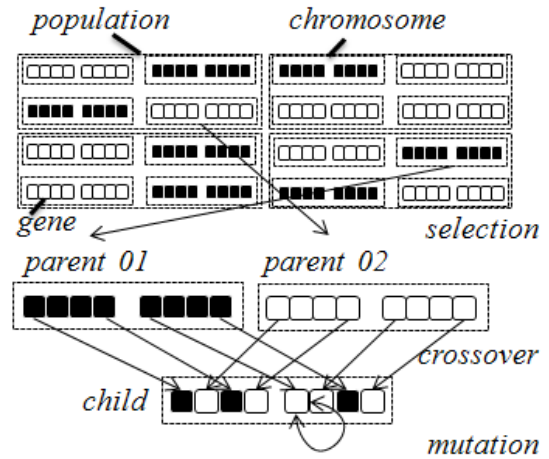 population
chromosome
gene
selection
parent 01
parent 02
crossover
child
mutation